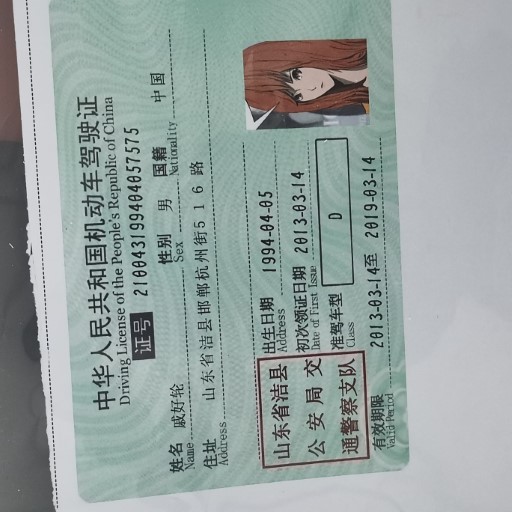 中华人民共和国机动车驾驶证
Driving License of the People's Republic of China
证号 210043199404057575
姓名 戚好轮 性别 男 国籍 中国
Name Sex Nationality
住址 山东省洁县邯郸杭州街516路
Address
出生日期 1994-04-05
Address
初次领证日期 2013-03-14
Date of First Issue
准驾车型 D
Class
山东省洁县
公安局交
通警察支队
有效期限 2013-03-14至 2019-03-14
Valid Period